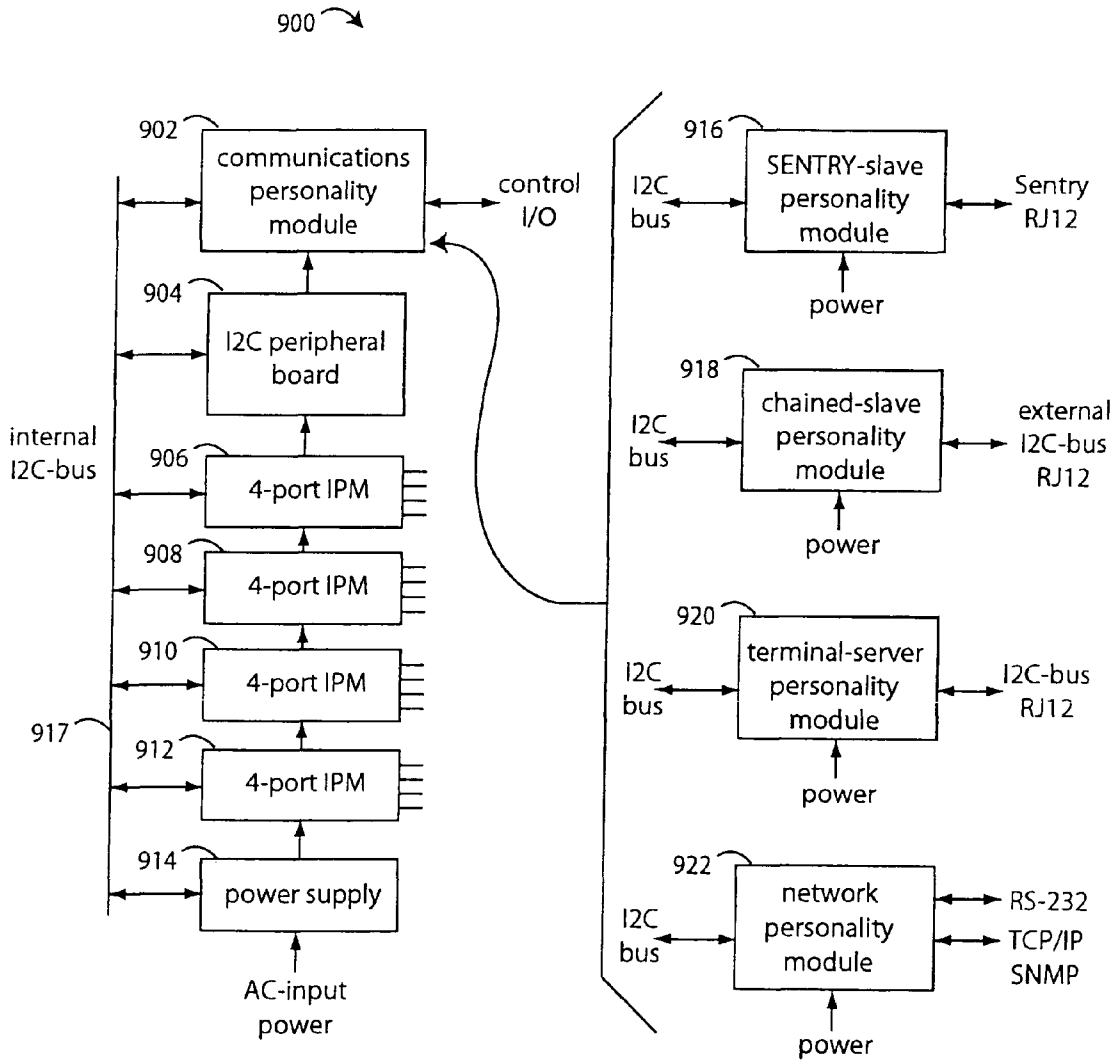 900
902
communications
personality
module
control
I/O
904
I2C peripheral
board
internal
I2C-bus
906
4-port IPM
908
4-port IPM
910
4-port IPM
917
912
4-port IPM
914
power supply
AC-input
power
916
I2C
bus
SENTRY-slave
personality
module
Sentry
RJ12
power
918
I2C
bus
chained-slave
personality
module
external
I2C-bus
RJ12
power
920
I2C
bus
terminal-server
personality
module
I2C-bus
RJ12
power
922
I2C
bus
network
personality
module
RS-232
TCP/IP
SNMP
power